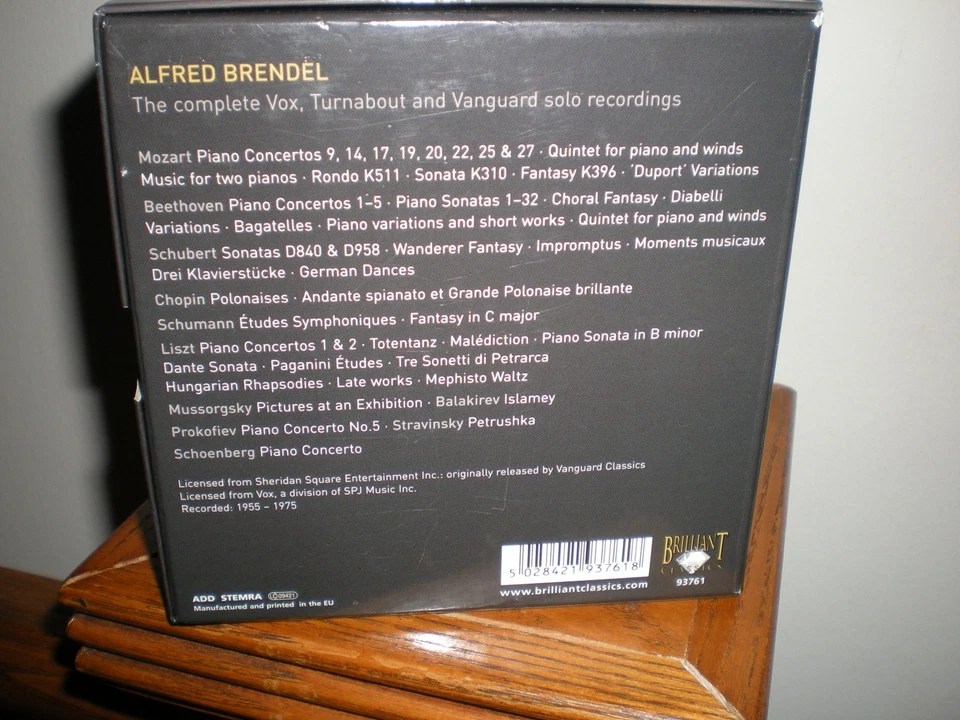 ALFRED BRENDEL
The complete Vox, Turnabout and Vanguard solo recordings
Mozart Piano Concertos 9, 14, 17, 19, 20, 22, 25 & 27 · Quintet for piano and winds
Music for two pianos · Rondo K511 · Sonata K310 · Fantasy K396 · 'Duport' Variations
Beethoven Piano Concertos 1–5 · Piano Sonatas 1–32 · Choral Fantasy · Diabelli
Variations · Bagatelles · Piano variations and short works · Quintet for piano and winds
Schubert Sonatas D840 & D958 · Wanderer Fantasy · Impromptus · Moments musicaux
Drei Klavierstücke · German Dances
Chopin Polonaises · Andante spianato et Grande Polonaise brillante
Schumann Études Symphoniques · Fantasy in C major
Liszt Piano Concertos 1 & 2 · Totentanz · Malédiction · Piano Sonata in B minor
Dante Sonata · Paganini Études · Tre Sonetti di Petrarca
Hungarian Rhapsodies · Late works · Mephisto Waltz
Mussorgsky Pictures at an Exhibition · Balakirev Islamey
Prokofiev Piano Concerto No.5 · Stravinsky Petrushka
Schoenberg Piano Concerto
Licensed from Sheridan Square Entertainment Inc.: originally released by Vanguard Classics
Licensed from Vox, a division of SPJ Music Inc.
Recorded: 1955 – 1975
5 028421 937618
www.brilliantclassics.com
BRILLIANT
CLASSICS
93761
ADD STEMRA LC 09421
Manufactured and printed in the EU